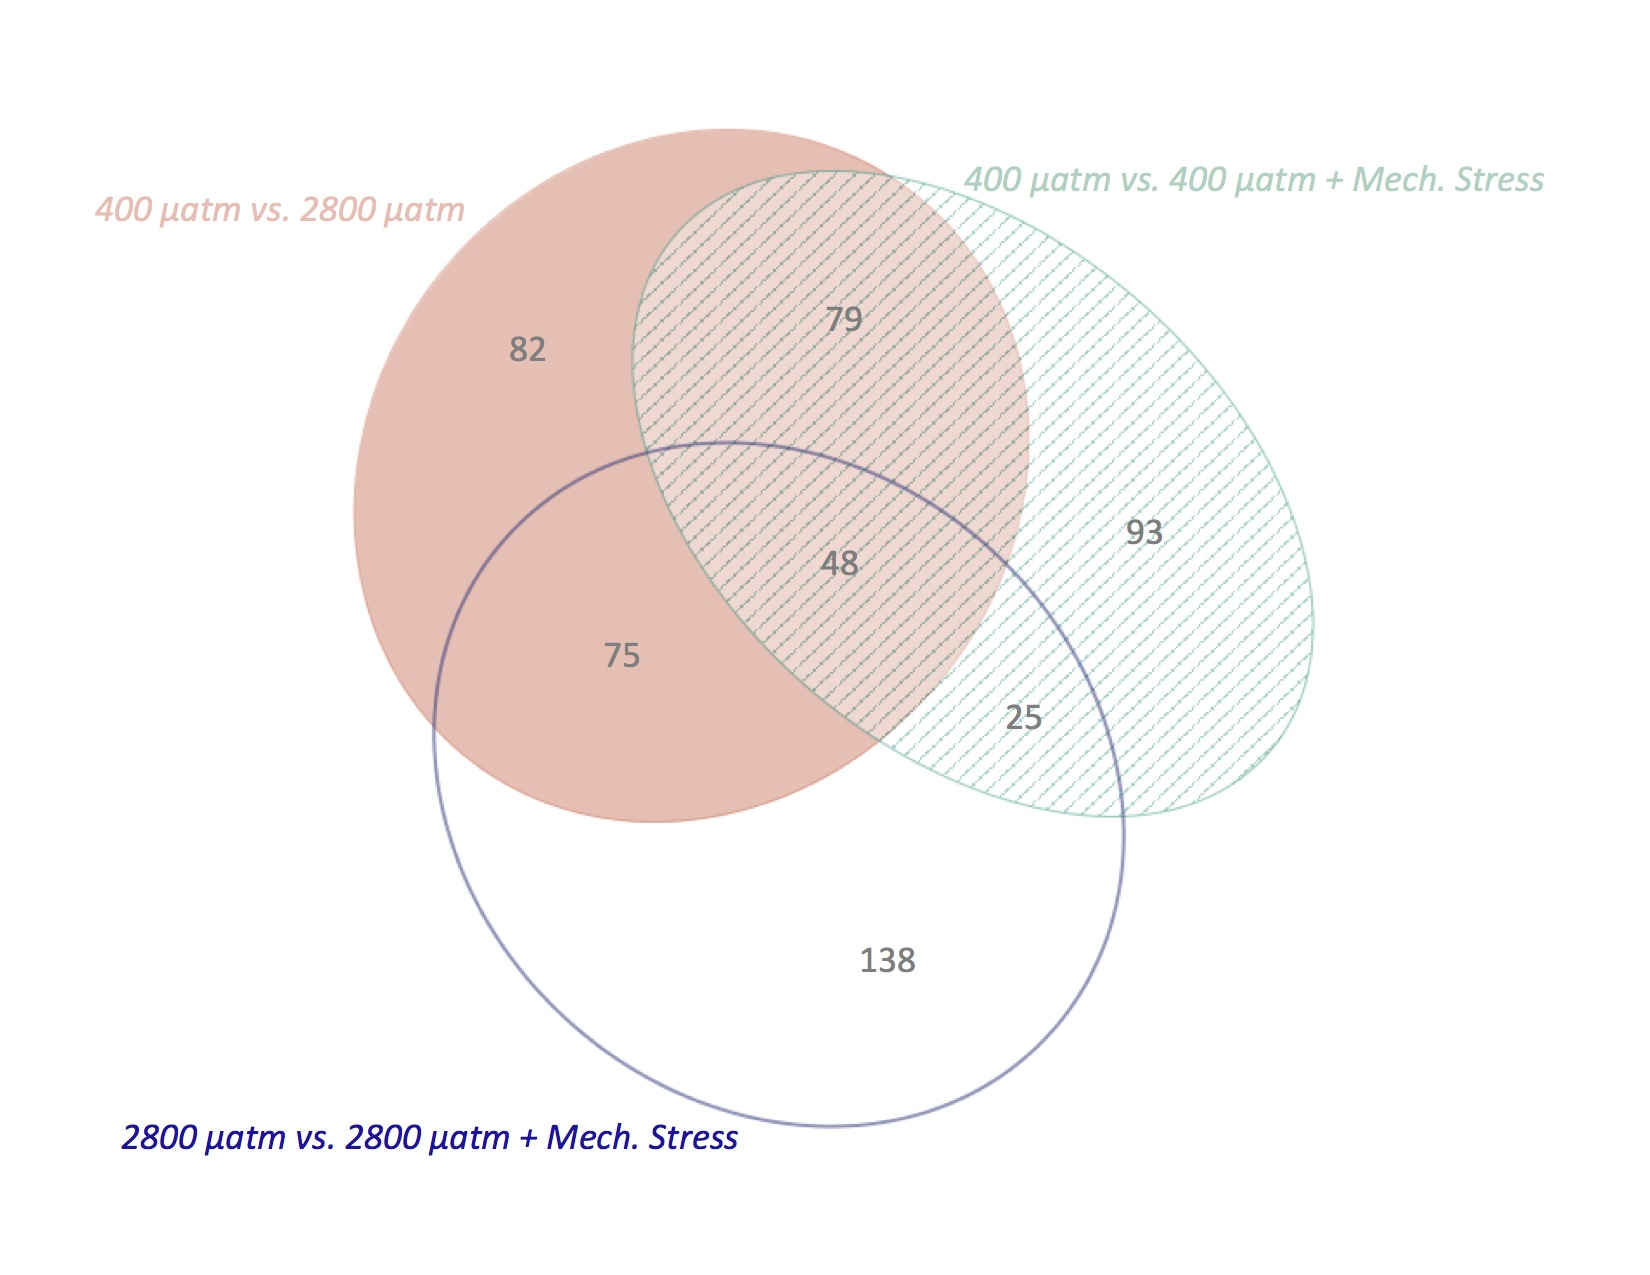 400 µatm vs. 400 µatm + Mech. Stress
400 µatm vs. 2800 µatm
79
82
93
48
75
25
138
2800 µatm vs. 2800 µatm + Mech. Stress